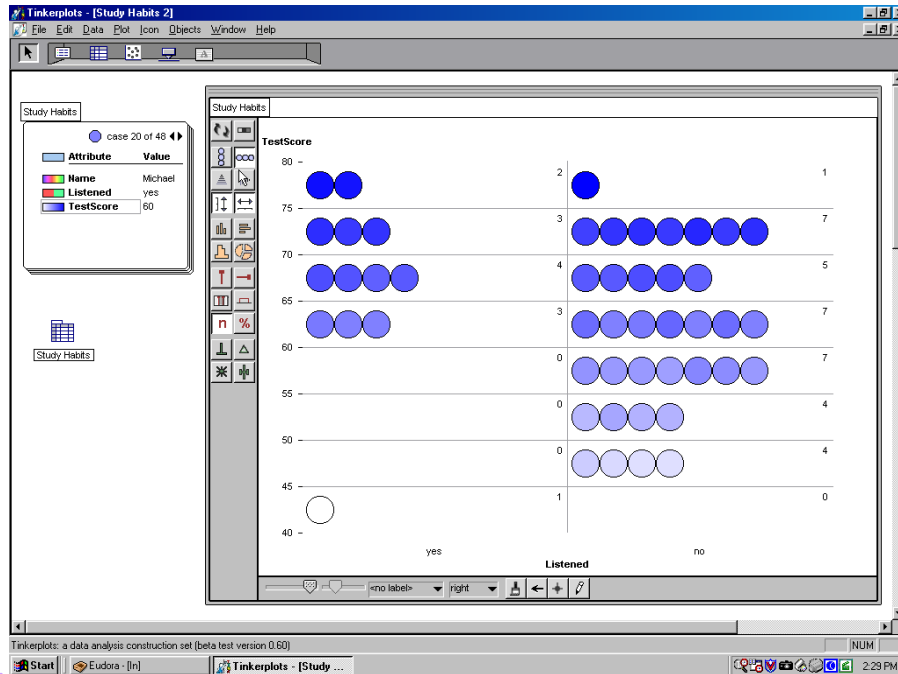 Tinkerplots - [Study Habits 2]
File Edit Data Plot Icon Objects Window Help
A
Study Habits
case 20 of 48
Attribute Value
Name Michael
Listened yes
TestScore 60
Study Habits
Study Habits
n %
TestScore
80
2 1
75
3 7
70
4 5
65
3 7
60
0 7
55
0 4
50
0 4
45
1 0
40
yes no
Listened
<no label> right
Tinkerplots: a data analysis construction set (beta test version 0.60)
NUM
Start Eudora - [In] Tinkerplots - [Study ... 2:29 PM